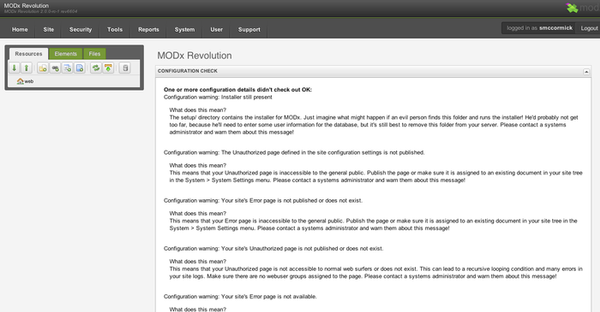 MODx Revolution
MODx Revolution 2.0.0-rc-1
mod
Home Site Security Tools Reports System User Support
logged in as smccormick Logout
Resources Elements Files
web
MODx Revolution
CONFIGURATION CHECK
One or more configuration details didn't check out OK:
Configuration warning: Installer still present
What does this mean?
The setup/ directory contains the installer for MODx. Just imagine what might happen if an evil person finds this folder and runs the installer! He'd probably not get
too far, because he'll need to enter some user information for the database, but it's still best to remove this folder from your server. Please contact a systems
administrator and warn them about this message!
Configuration warning: The Unauthorized page defined in the site configuration settings is not published.
What does this mean?
This means that your Unauthorized page is inaccessible to the general public. Publish the page or make sure it is assigned to an existing document in your site tree
in the System > System Settings menu. Please contact a systems administrator and warn them about this message!
Configuration warning: Your site's Error page is not published or does not exist.
What does this mean?
This means that your Error page is inaccessible to the general public. Publish the page or make sure it is assigned to an existing document in your site tree in the
System > System Settings menu. Please contact a systems administrator and warn them about this message!
Configuration warning: Your site's Unauthorized page is not published or does not exist.
What does this mean?
This means that your Unauthorized page is not accessible to normal web surfers or does not exist. This can lead to a recursive looping condition and many errors in
your site logs. Make sure there are no webuser groups assigned to the page. Please contact a systems administrator and warn them about this message!
Configuration warning: Your site's Error page is not available.
What does this mean?